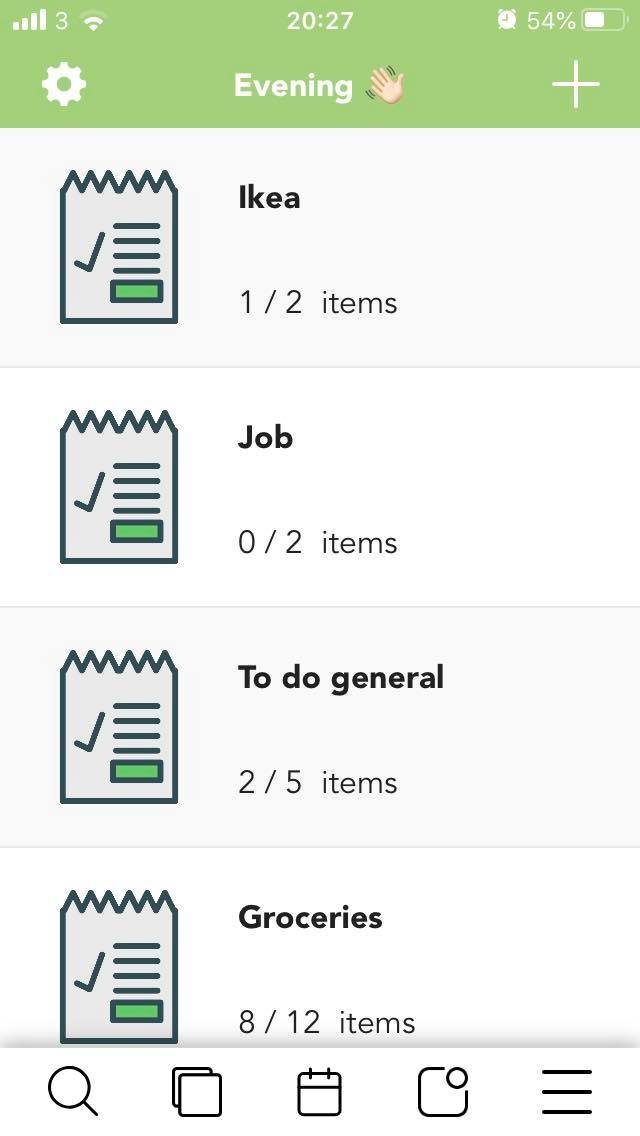 3 20:27 54%
Evening 👋🏻
Ikea
1 / 2 items
Job
0 / 2 items
To do general
2 / 5 items
Groceries
8 / 12 items